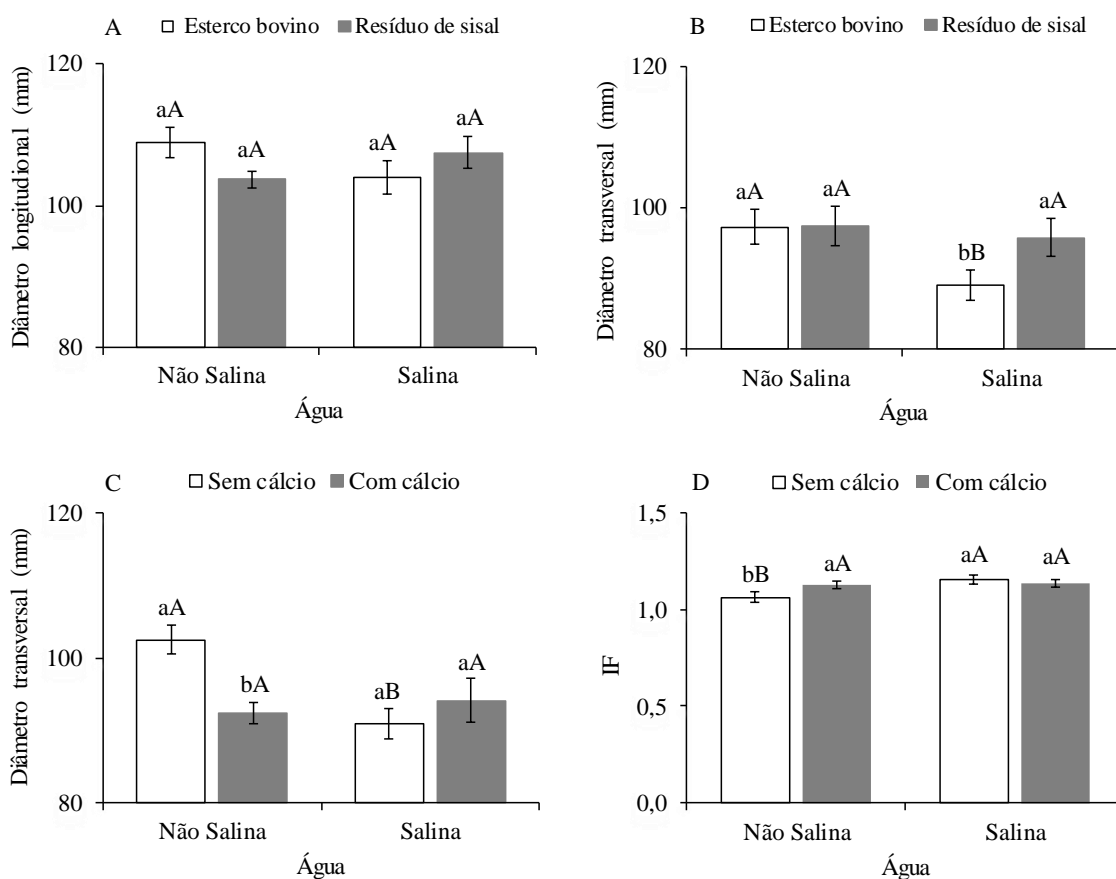 A Esterco bovino Resíduo de sisal
Diâmetro longitudional (mm)
120
100
80
aA aA aA aA
Não Salina Salina
Água
B Esterco bovino Resíduo de sisal
Diâmetro transversal (mm)
120
100
80
aA aA bB aA
Não Salina Salina
Água
C Sem cálcio Com cálcio
Diâmetro transversal (mm)
120
100
80
aA bA aB aA
Não Salina Salina
Água
D Sem cálcio Com cálcio
IF
1,5
1,0
0,5
0,0
bB aA aA aA
Não Salina Salina
Água